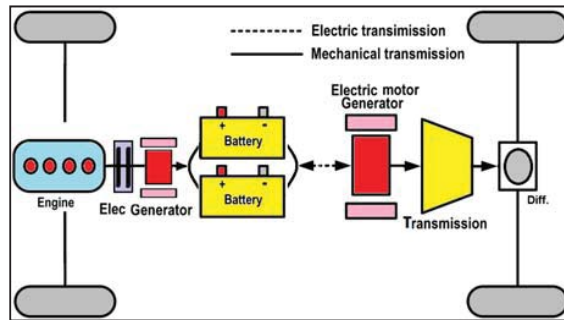 Electric transimission
Mechanical transmission
Electric motor
Generator
+ -
Battery
+ -
Battery
Engine
Elec Generator
Transmission
Diff.